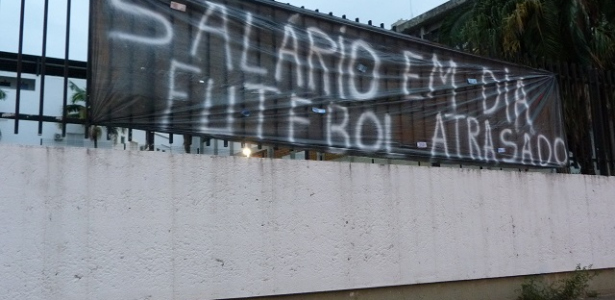 SALÁRIO EM DIA
FUTEBOL ATRASADO